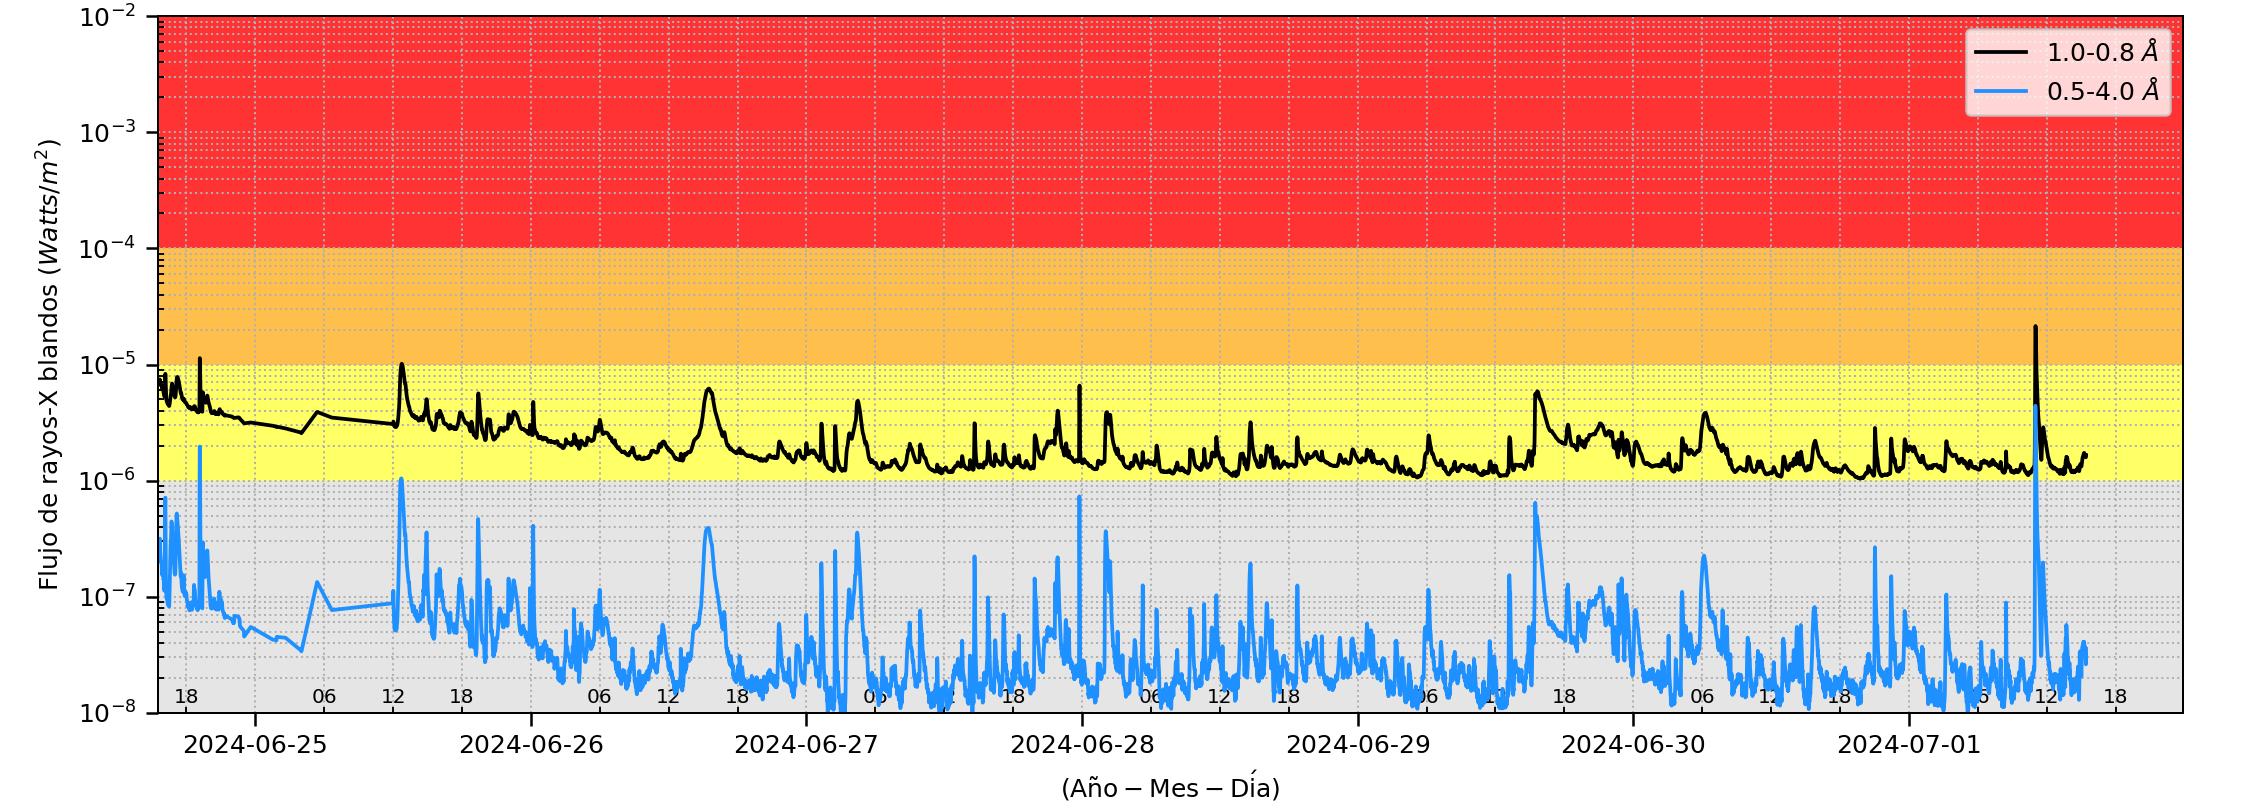 10⁻²
10⁻³
10⁻⁴
10⁻⁵
10⁻⁶
10⁻⁷
10⁻⁸
Flujo de rayos-X blandos (Watts/m²)
1.0-0.8 Å
0.5-4.0 Å
18 06 12 18 06 12 18 06 18 06 12 18 06 18 06 12 18 12 18
2024-06-25 2024-06-26 2024-06-27 2024-06-28 2024-06-29 2024-06-30 2024-07-01
(Año − Mes − Día)